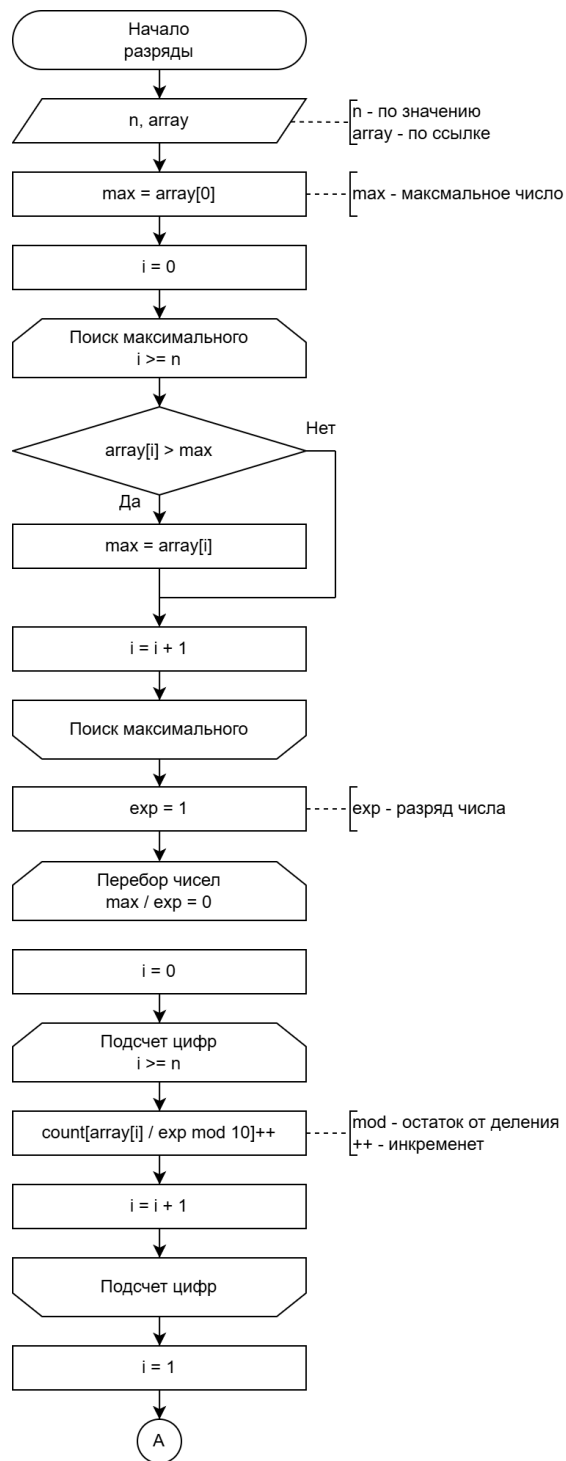 Начало
разряды
n, array
n - по значению
array - по ссылке
max = array[0]
max - максмальное число
i = 0
Поиск максимального
i >= n
Нет
array[i] > max
Да
max = array[i]
i = i + 1
Поиск максимального
exp = 1
exp - разряд числа
Перебор чисел
max / exp = 0
i = 0
Подсчет цифр
i >= n
count[array[i] / exp mod 10]++
mod - остаток от деления
++ - инкременет
i = i + 1
Подсчет цифр
i = 1
A